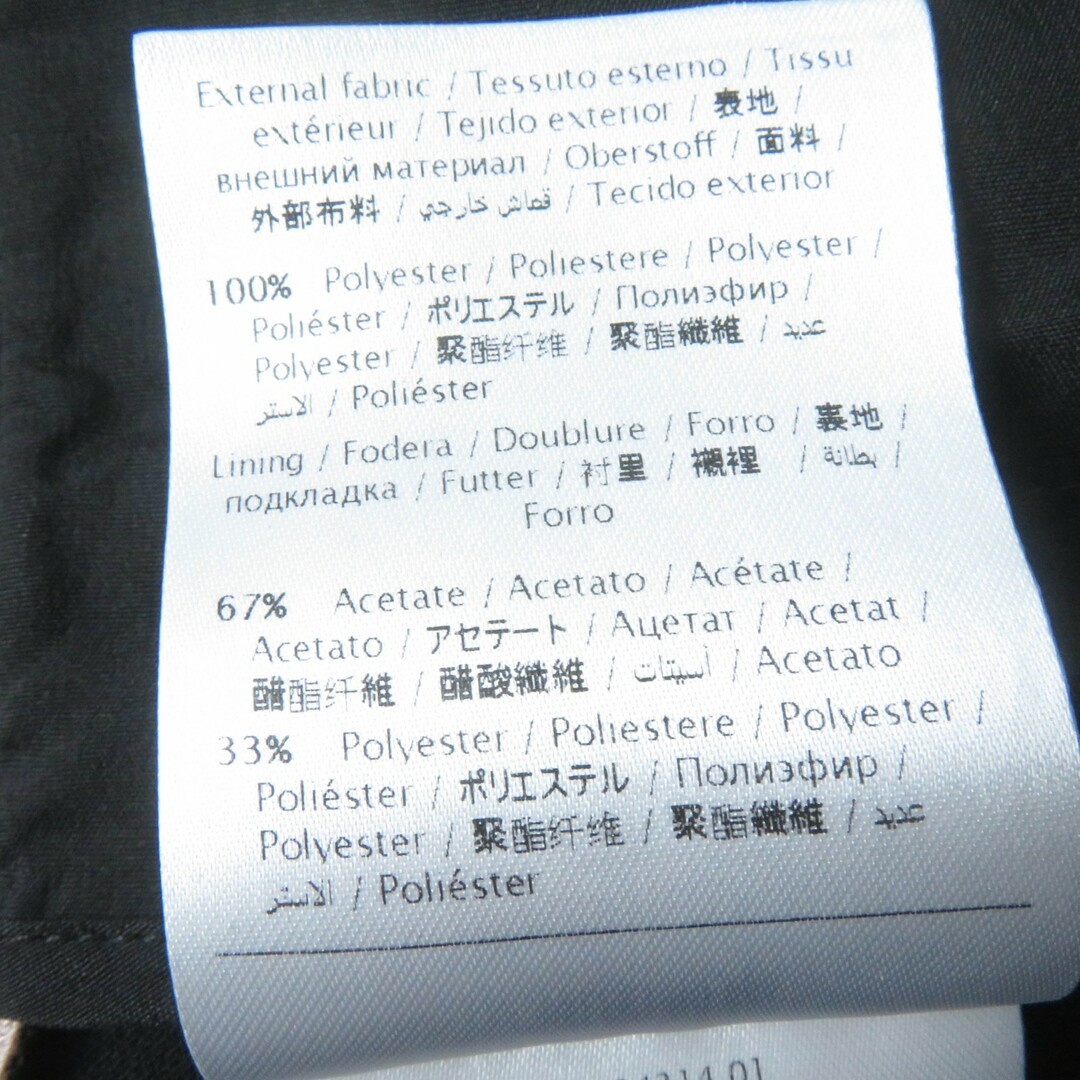 External fabric / Tessuto esterno / Tissu
extérieur / Tejido exterior / 表地 /
внешний материал / Oberstoff / 面料 /
外部布料 / قماش خارجي / Tecido exterior
100% Polyester / Poliestere / Polyester /
Poliéster / ポリエステル / Полиэфир /
Polyester / 聚酯纤维 / 聚酯纖維 / عديد
الاستر / Poliéster
Lining / Fodera / Doublure / Forro / 裏地 /
подкладка / Futter / 衬里 / 襯裡 / بطانة /
Forro
67% Acetate / Acetato / Acétate /
Acetato / アセテート / Ацетат / Acetat /
醋酯纤維 / 醋酸纖維 / أسيتات / Acetato
33% Polyester / Poliestere / Polyester /
Poliéster / ポリエステル / Полиэфир /
Polyester / 聚酯纤维 / 聚酯纖維 / عديد
الاستر / Poliéster